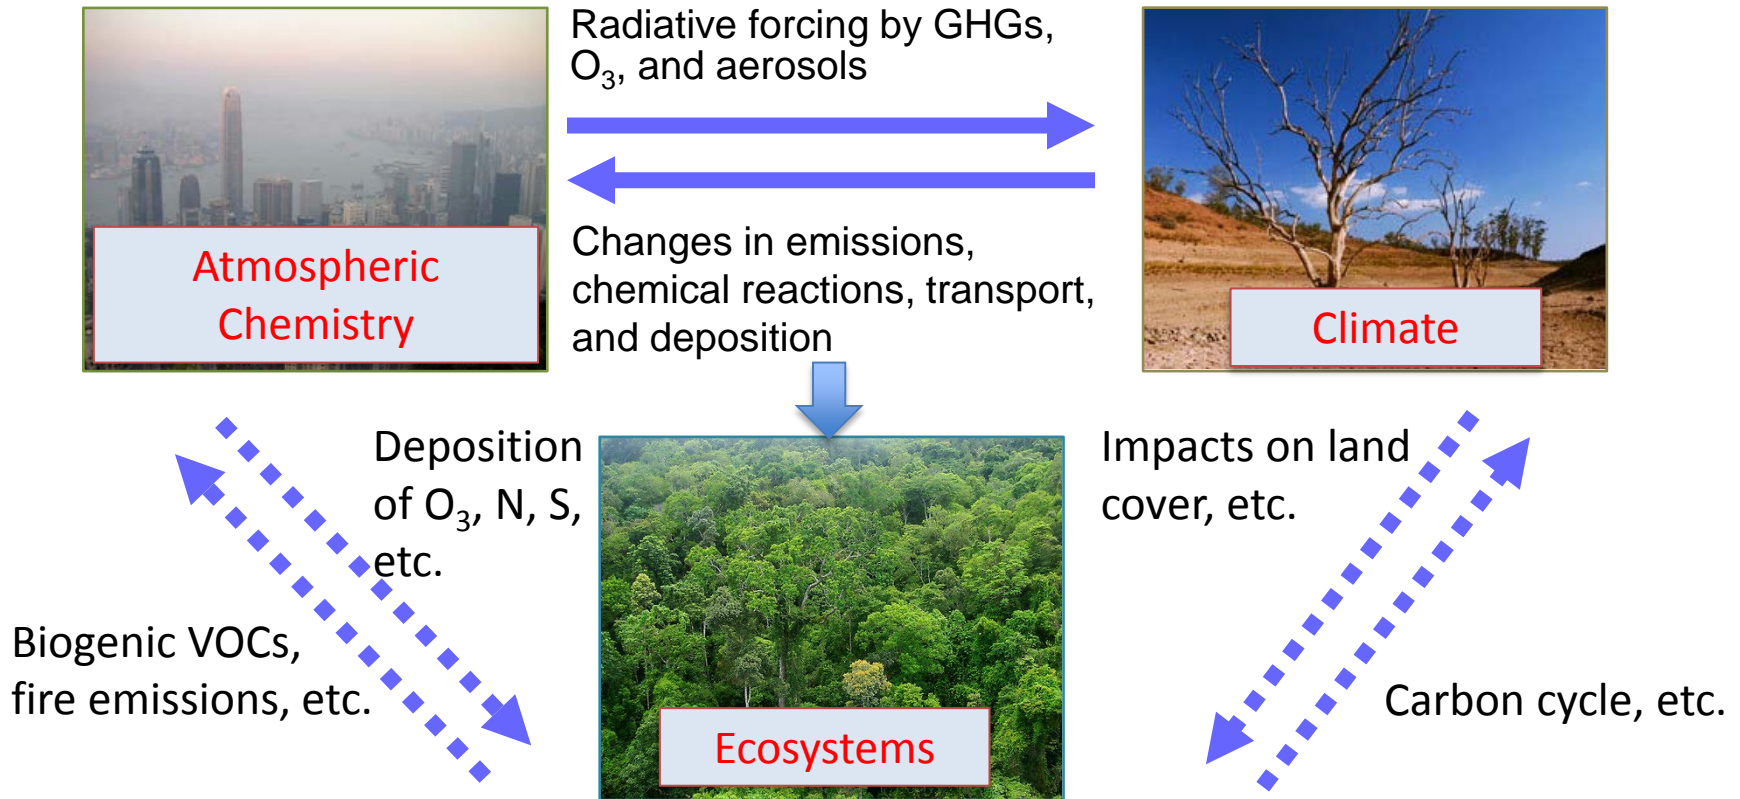 Radiative forcing by GHGs,
O₃, and aerosols
Atmospheric
Chemistry
Changes in emissions,
chemical reactions, transport,
and deposition
Climate
Deposition
of O₃, N, S,
etc.
Impacts on land
cover, etc.
Biogenic VOCs,
fire emissions, etc.
Carbon cycle, etc.
Ecosystems